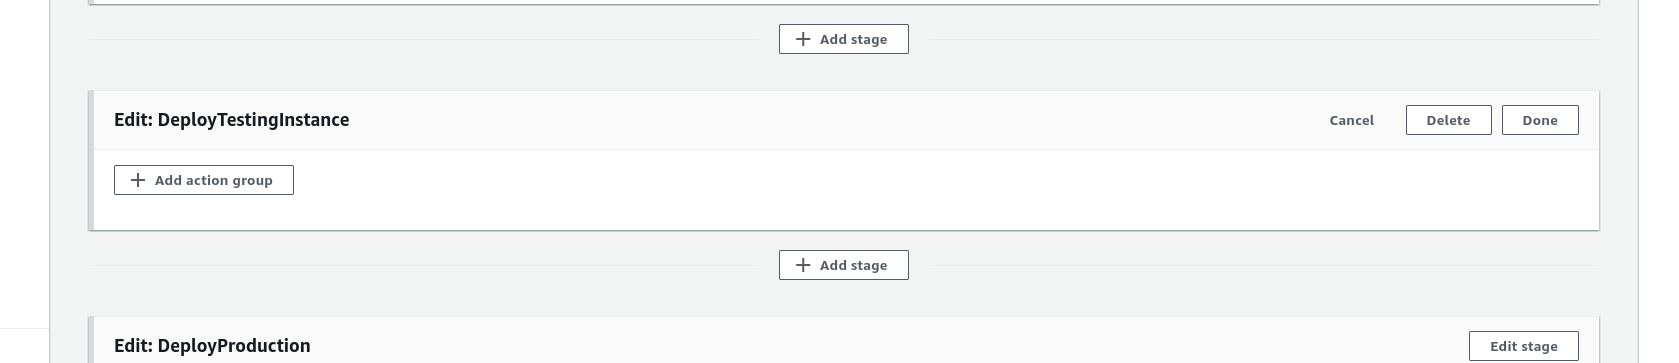 Add stage
Edit: DeployTestingInstance
Cancel
Delete
Done
Add action group
Add stage
Edit: DeployProduction
Edit stage